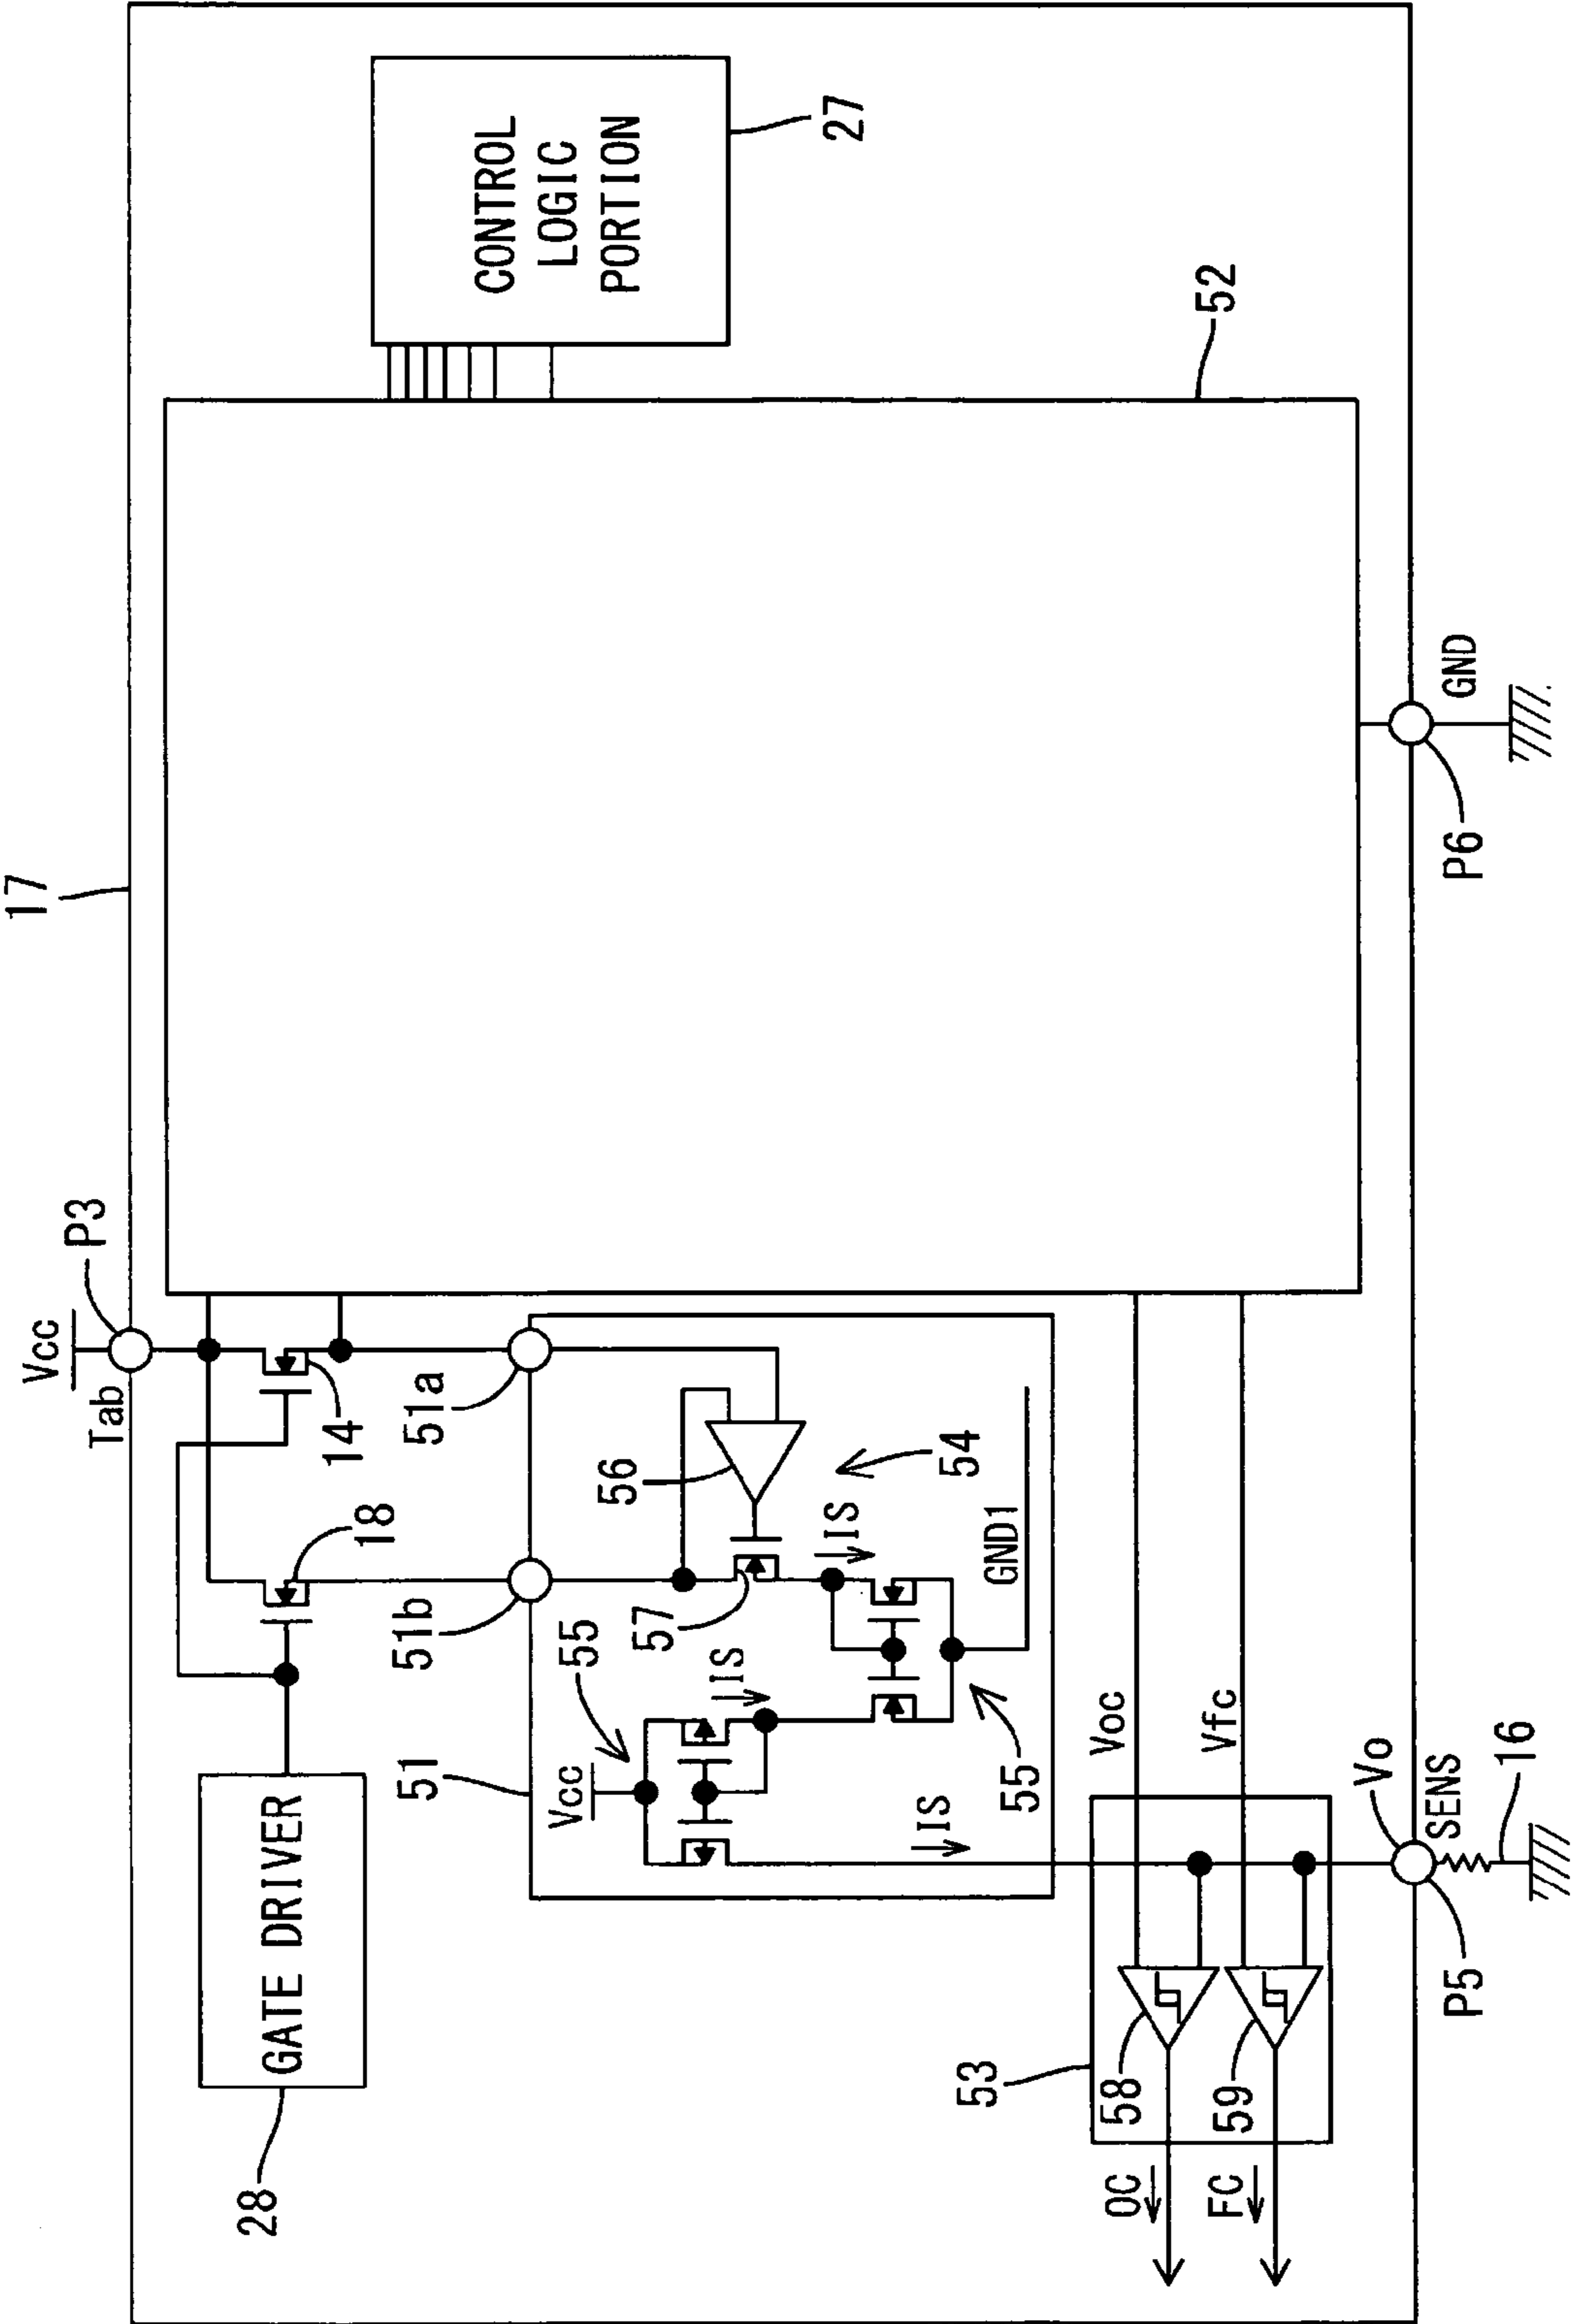 17
Vcc
Tab
P3
GATE DRIVER
28
18
14
CONTROL
LOGIC
PORTION
27
51b
51a
51
55
Vcc
IS
57
56
IS
54
GND1
55
IS
52
53
58
59
Voc
Vfc
OC
FC
Vo
SENS
P5
16
GND
P6